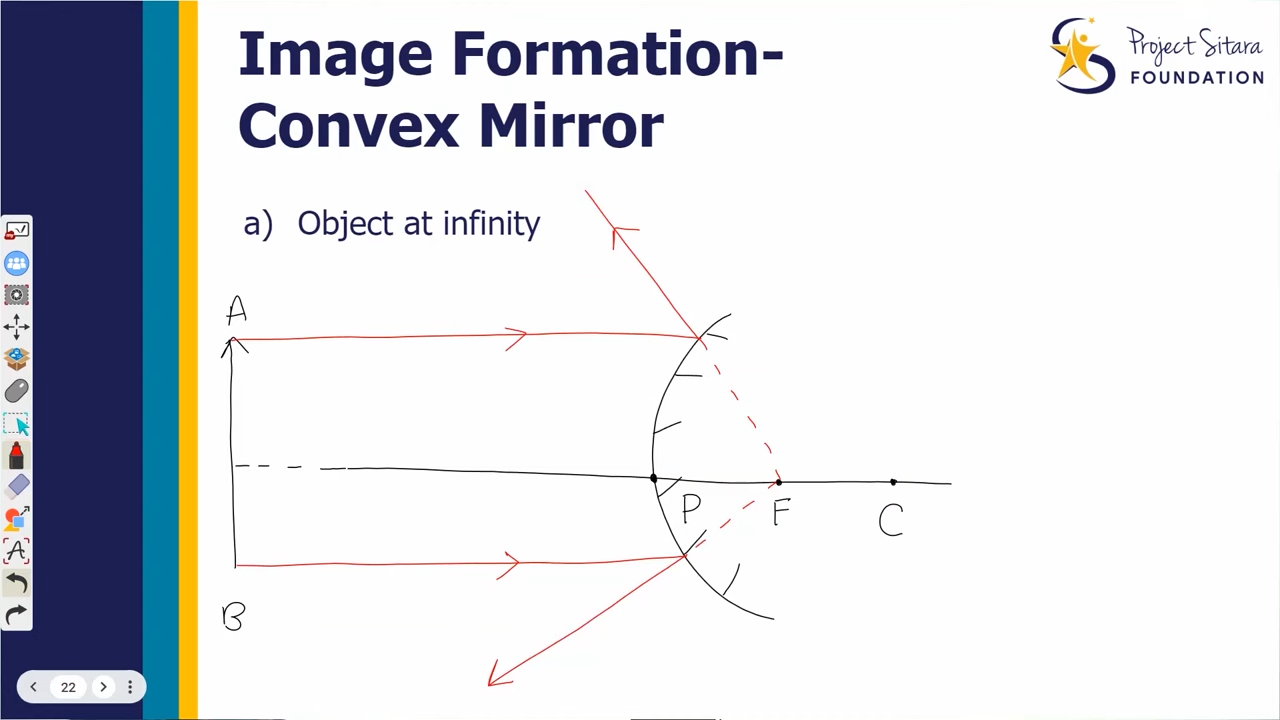 Image Formation-
Convex Mirror
Project Sitara
FOUNDATION
a) Object at infinity
A
P
F
C
B
22